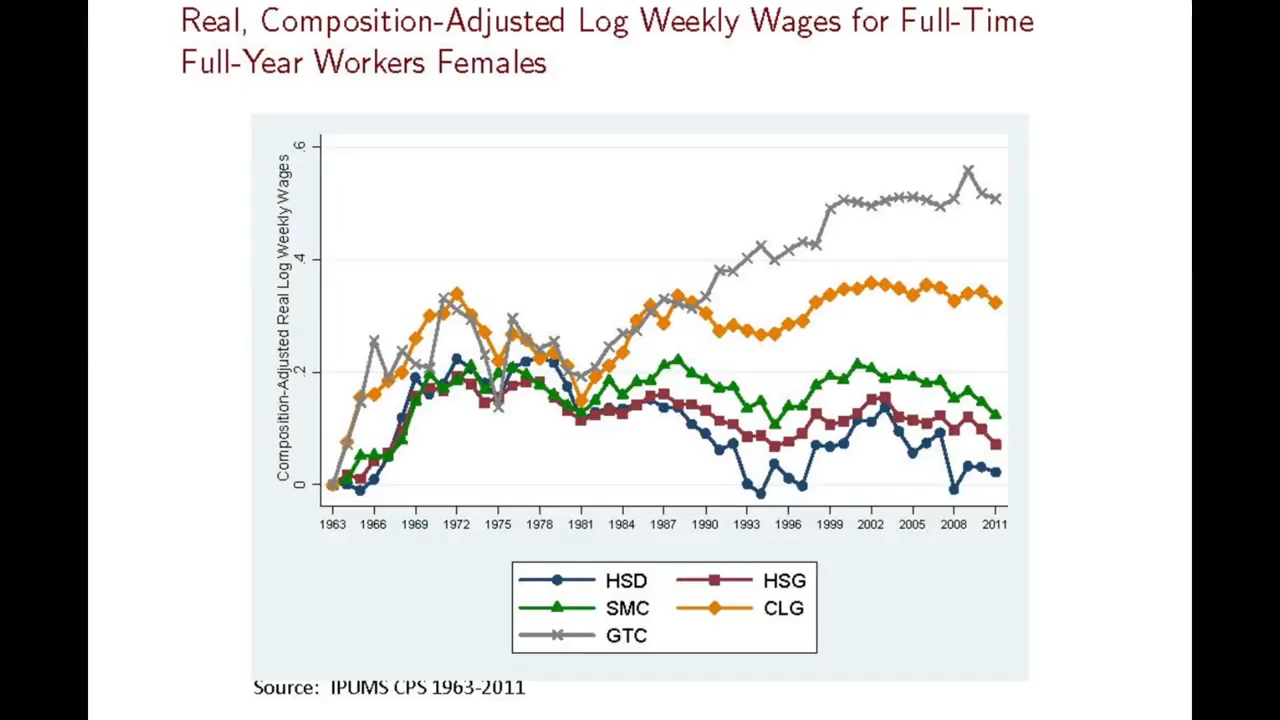 Real, Composition-Adjusted Log Weekly Wages for Full-Time
Full-Year Workers Females
Composition-Adjusted Real Log Weekly Wages
.6
.4
.2
0
1963 1966 1969 1972 1975 1978 1981 1984 1987 1990 1993 1996 1999 2002 2005 2008 2011
HSD HSG
SMC CLG
GTC
Source: IPUMS CPS 1963-2011